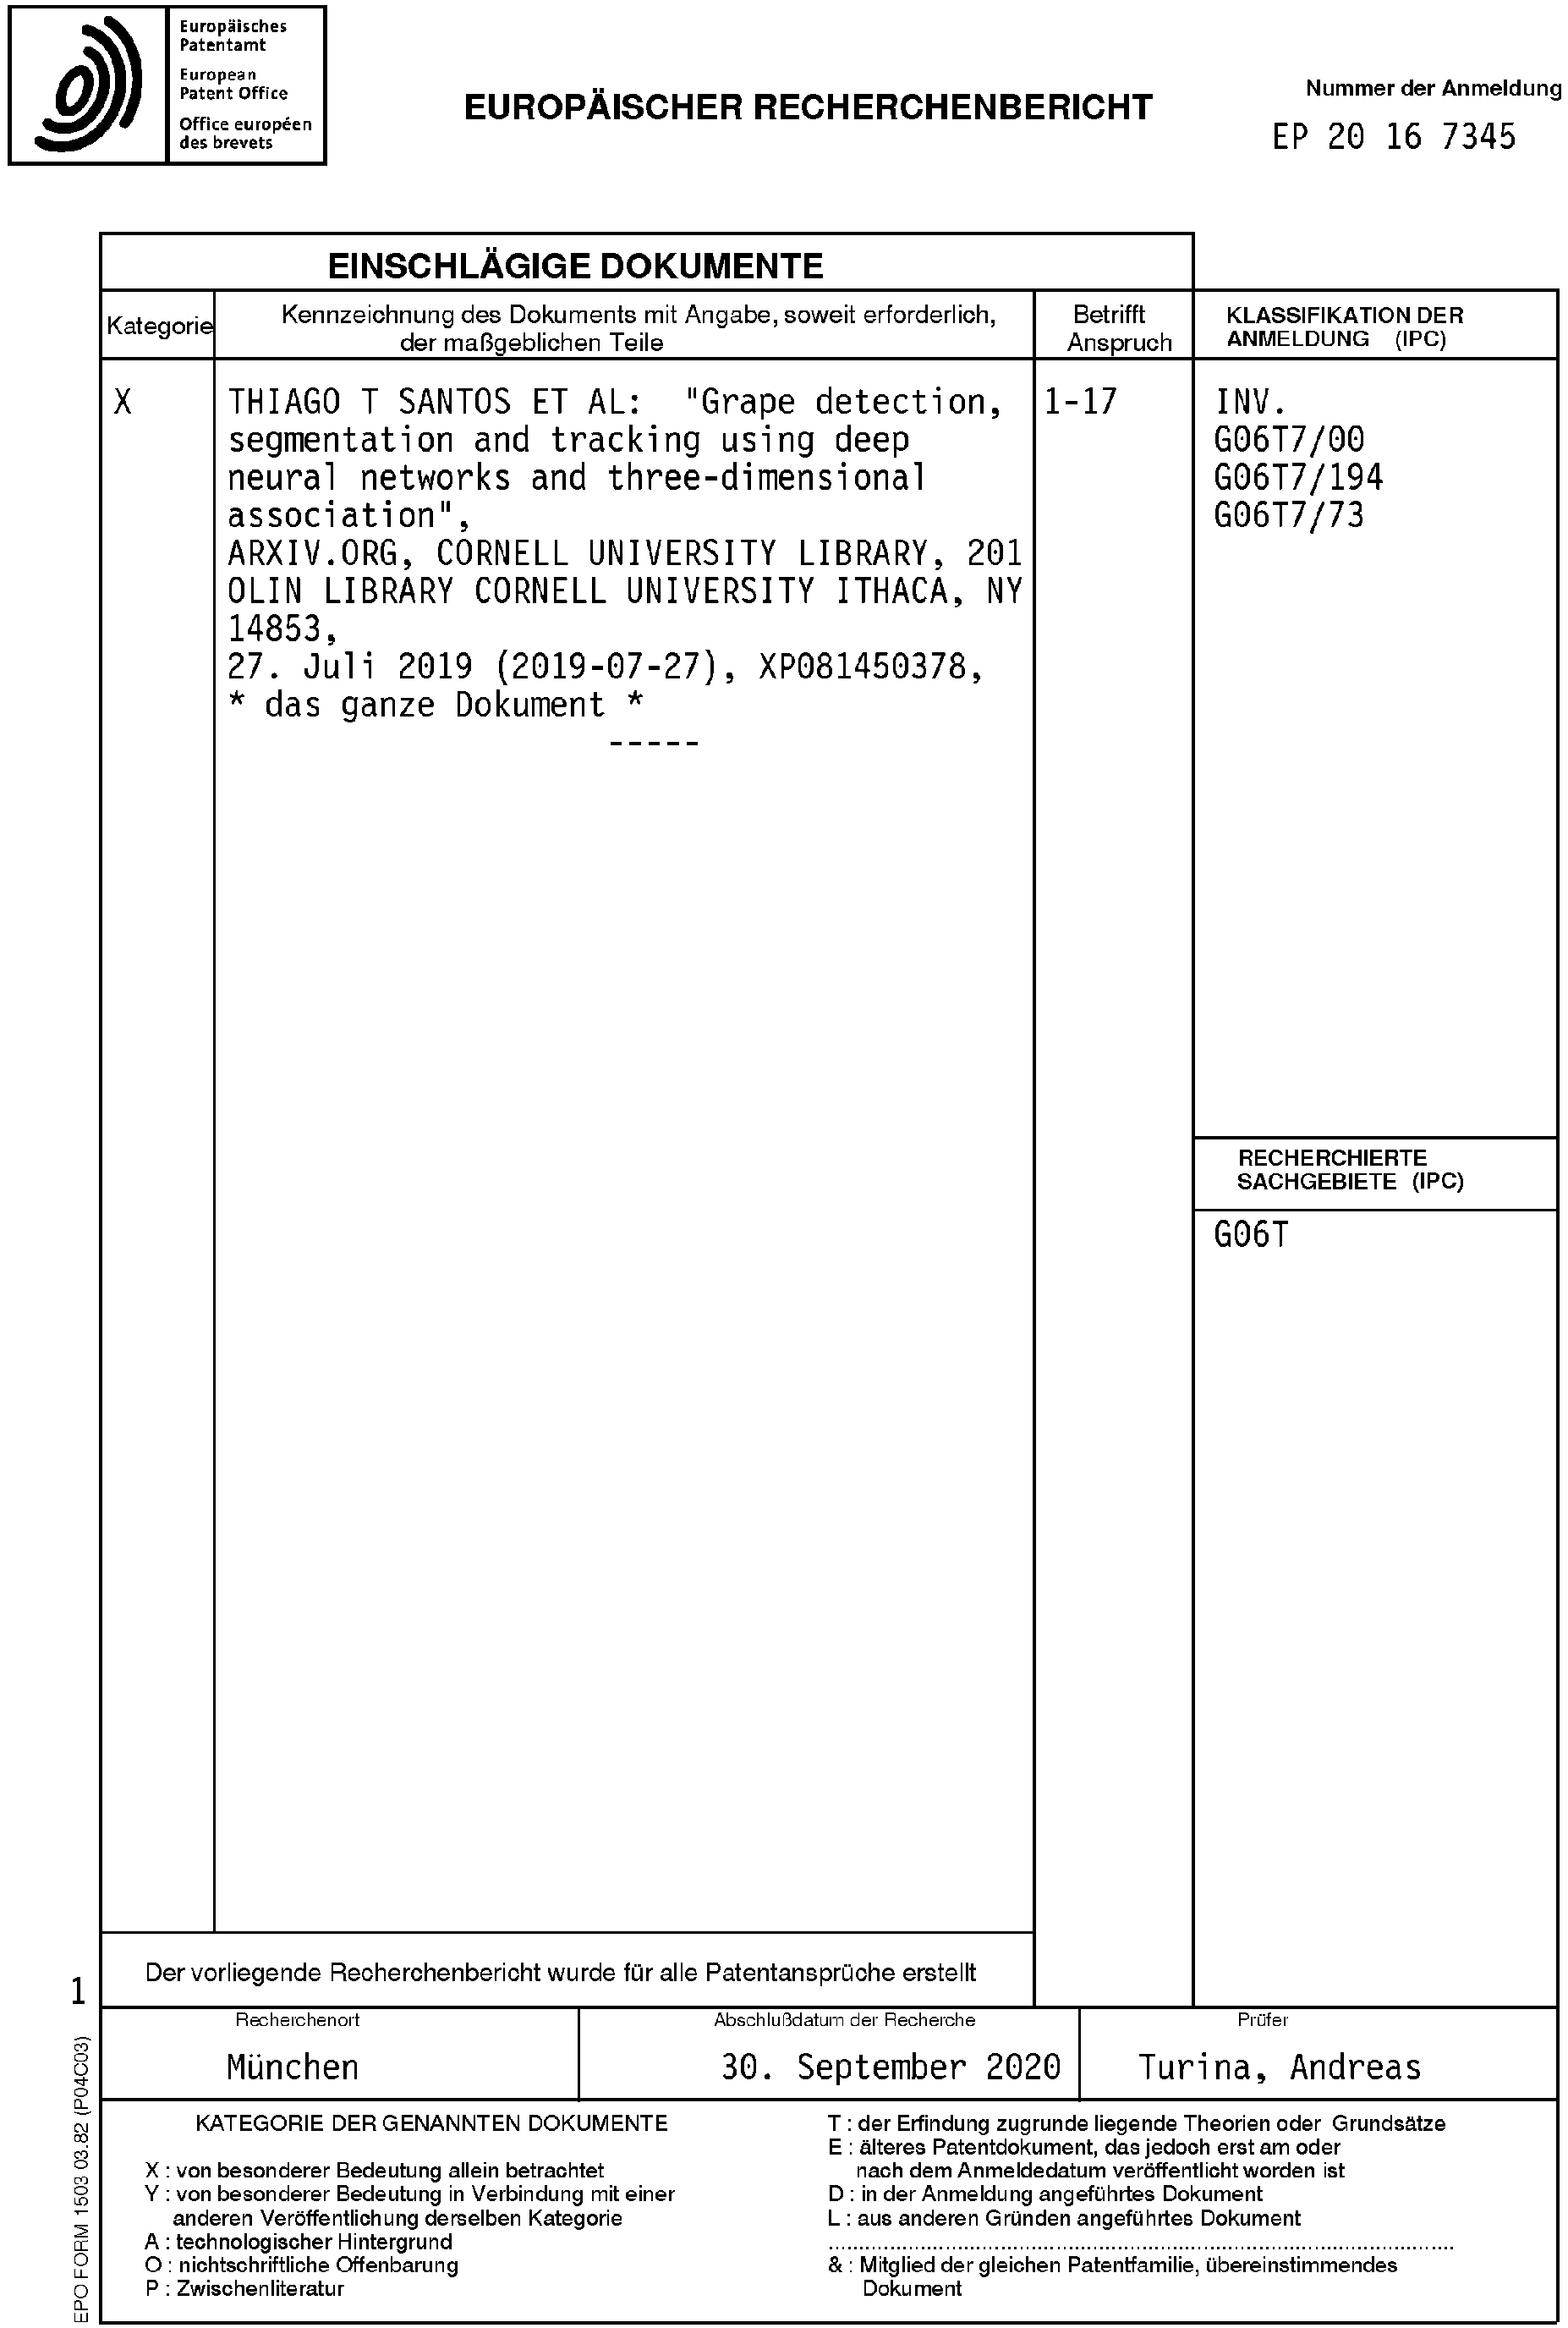 Europäisches
Patentamt
European
Patent Office
Office européen
des brevets
EUROPÄISCHER RECHERCHENBERICHT
Nummer der Anmeldung
EP 20 16 7345
EINSCHLÄGIGE DOKUMENTE
Kategorie
Kennzeichnung des Dokuments mit Angabe, soweit erforderlich,
der maßgeblichen Teile
Betrifft
Anspruch
KLASSIFIKATION DER
ANMELDUNG (IPC)
X
THIAGO T SANTOS ET AL: "Grape detection,
segmentation and tracking using deep
neural networks and three-dimensional
association",
ARXIV.ORG, CORNELL UNIVERSITY LIBRARY, 201
OLIN LIBRARY CORNELL UNIVERSITY ITHACA, NY
14853,
27. Juli 2019 (2019-07-27), XP081450378,
* das ganze Dokument *
-----
1-17
INV.
G06T7/00
G06T7/194
G06T7/73
RECHERCHIERTE
SACHGEBIETE (IPC)
G06T
Der vorliegende Recherchenbericht wurde für alle Patentansprüche erstellt
1
Recherchenort
München
Abschlußdatum der Recherche
30. September 2020
Prüfer
Turina, Andreas
KATEGORIE DER GENANNTEN DOKUMENTE
X : von besonderer Bedeutung allein betrachtet
Y : von besonderer Bedeutung in Verbindung mit einer
anderen Veröffentlichung derselben Kategorie
A : technologischer Hintergrund
O : nichtschriftliche Offenbarung
P : Zwischenliteratur
T : der Erfindung zugrunde liegende Theorien oder Grundsätze
E : älteres Patentdokument, das jedoch erst am oder
nach dem Anmeldedatum veröffentlicht worden ist
D : in der Anmeldung angeführtes Dokument
L : aus anderen Gründen angeführtes Dokument
& : Mitglied der gleichen Patentfamilie, übereinstimmendes
Dokument
EPO FORM 1503 03.82 (P04C03)